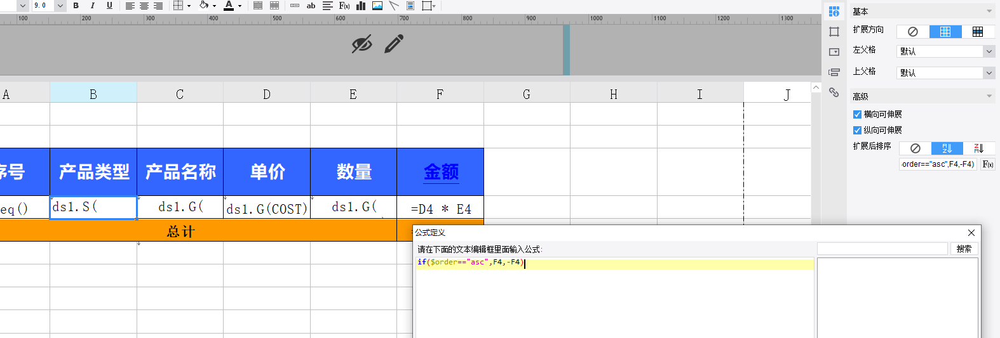 9.0 B I U A ab F(x)
100 200 300 400 500 600 700 800 900 1000 1100 1200 1300
A B C D E F G H I J
序号 产品类型 产品名称 单价 数量 金额
eq() ds1.S( ds1.G( ds1.G(COST) ds1.G( =D4 * E4
总计
基本
扩展方向
左父格 默认
上父格 默认
高级
横向可伸展
纵向可伸展
扩展后排序
order=="asc",F4,-F4) F(x)
公式定义
请在下面的文本编辑框里面输入公式:
搜索
if($order=="asc",F4,-F4)